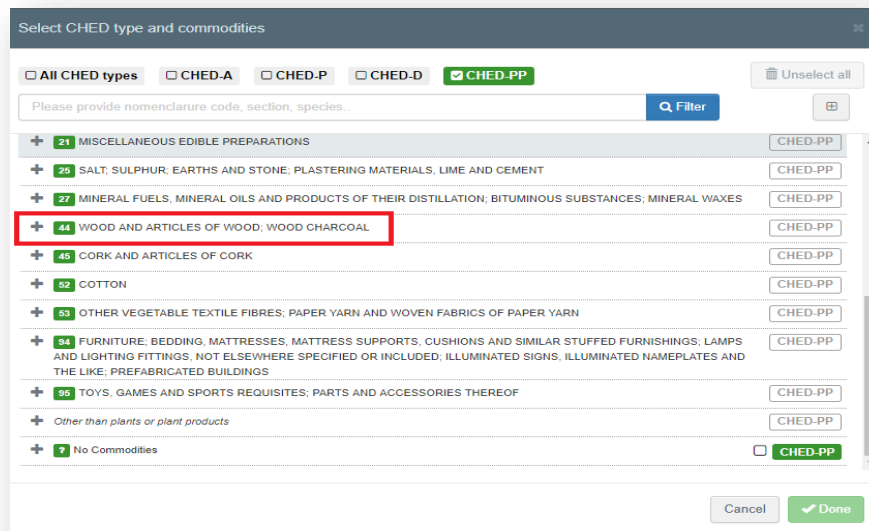 Select CHED type and commodities
All CHED types CHED-A CHED-P CHED-D CHED-PP Unselect all
Please provide nomenclarure code, section, species.. Filter
21 MISCELLANEOUS EDIBLE PREPARATIONS CHED-PP
25 SALT; SULPHUR; EARTHS AND STONE; PLASTERING MATERIALS, LIME AND CEMENT CHED-PP
27 MINERAL FUELS, MINERAL OILS AND PRODUCTS OF THEIR DISTILLATION; BITUMINOUS SUBSTANCES; MINERAL WAXES CHED-PP
44 WOOD AND ARTICLES OF WOOD; WOOD CHARCOAL CHED-PP
45 CORK AND ARTICLES OF CORK CHED-PP
52 COTTON CHED-PP
53 OTHER VEGETABLE TEXTILE FIBRES; PAPER YARN AND WOVEN FABRICS OF PAPER YARN CHED-PP
94 FURNITURE; BEDDING, MATTRESSES, MATTRESS SUPPORTS, CUSHIONS AND SIMILAR STUFFED FURNISHINGS; LAMPS CHED-PP
AND LIGHTING FITTINGS, NOT ELSEWHERE SPECIFIED OR INCLUDED; ILLUMINATED SIGNS, ILLUMINATED NAMEPLATES AND
THE LIKE; PREFABRICATED BUILDINGS
95 TOYS, GAMES AND SPORTS REQUISITES; PARTS AND ACCESSORIES THEREOF CHED-PP
Other than plants or plant products CHED-PP
? No Commodities CHED-PP
Cancel Done